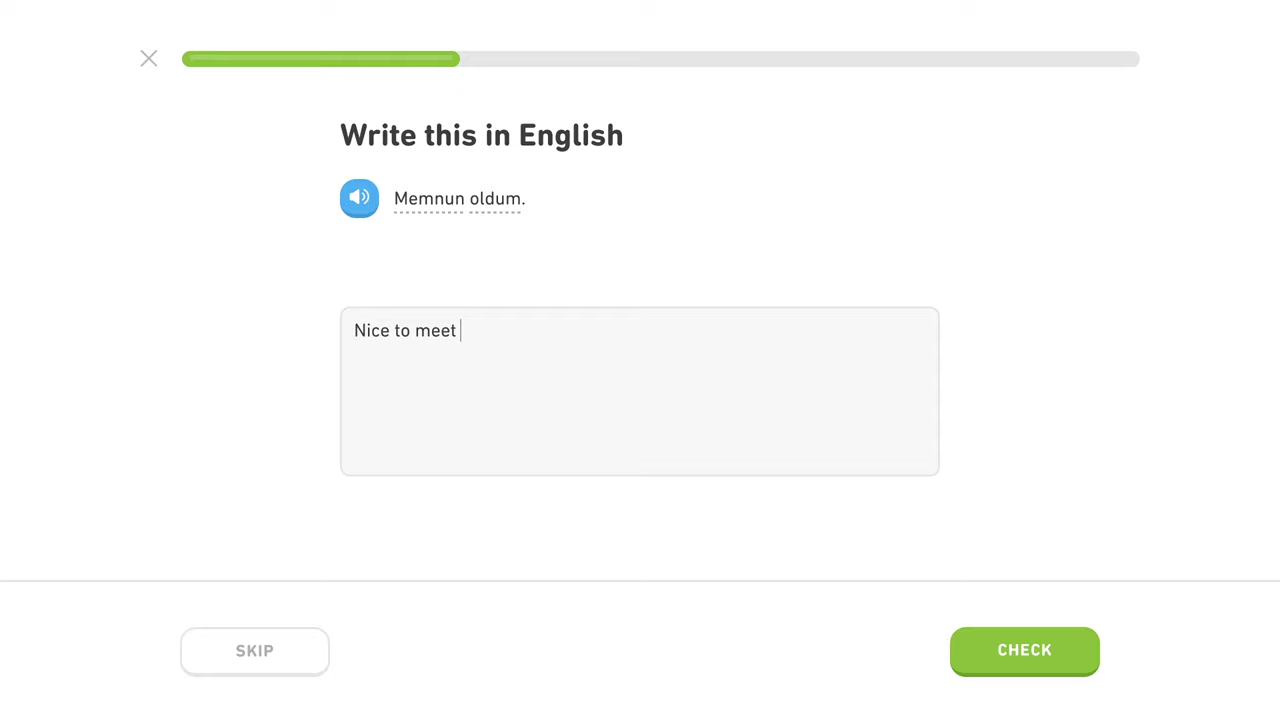 Write this in English
Memnun oldum.
Nice to meet
SKIP
CHECK